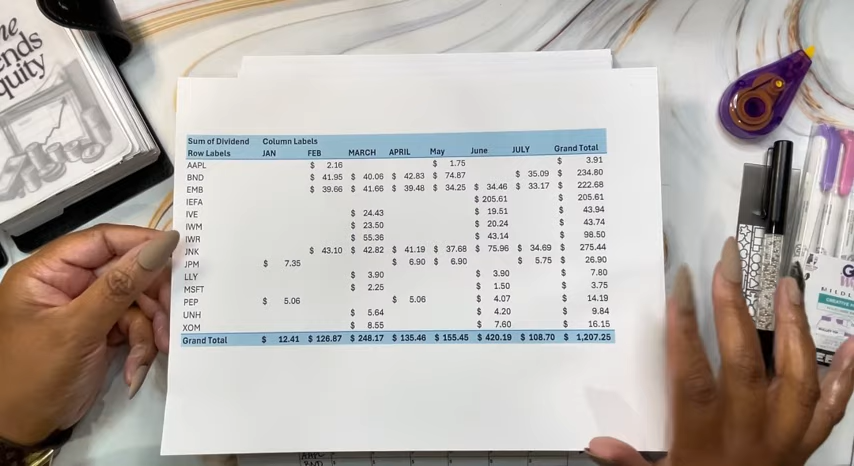 he
ends
quity
Sum of Dividend Column Labels
Row Labels JAN FEB MARCH APRIL May June JULY Grand Total
AAPL $ 2.16 $ 1.75 $ 3.91
BND $ 41.95 $ 40.06 $ 42.83 $ 74.87 $ 35.09 $ 234.80
EMB $ 39.66 $ 41.66 $ 39.48 $ 34.25 $ 34.46 $ 33.17 $ 222.68
IEFA $ 205.61 $ 205.61
IVE $ 24.43 $ 19.51 $ 43.94
IWM $ 23.50 $ 20.24 $ 43.74
IWR $ 55.36 $ 43.14 $ 98.50
JNK $ 43.10 $ 42.82 $ 41.19 $ 37.68 $ 75.96 $ 34.69 $ 275.44
JPM $ 7.35 $ 6.90 $ 6.90 $ 5.75 $ 26.90
LLY $ 3.90 $ 3.90 $ 7.80
MSFT $ 2.25 $ 1.50 $ 3.75
PEP $ 5.06 $ 5.06 $ 4.07 $ 14.19
UNH $ 5.64 $ 4.20 $ 9.84
XOM $ 8.55 $ 7.60 $ 16.15
Grand Total $ 12.41 $ 126.87 $ 248.17 $ 135.46 $ 155.45 $ 420.19 $ 108.70 $ 1,207.25